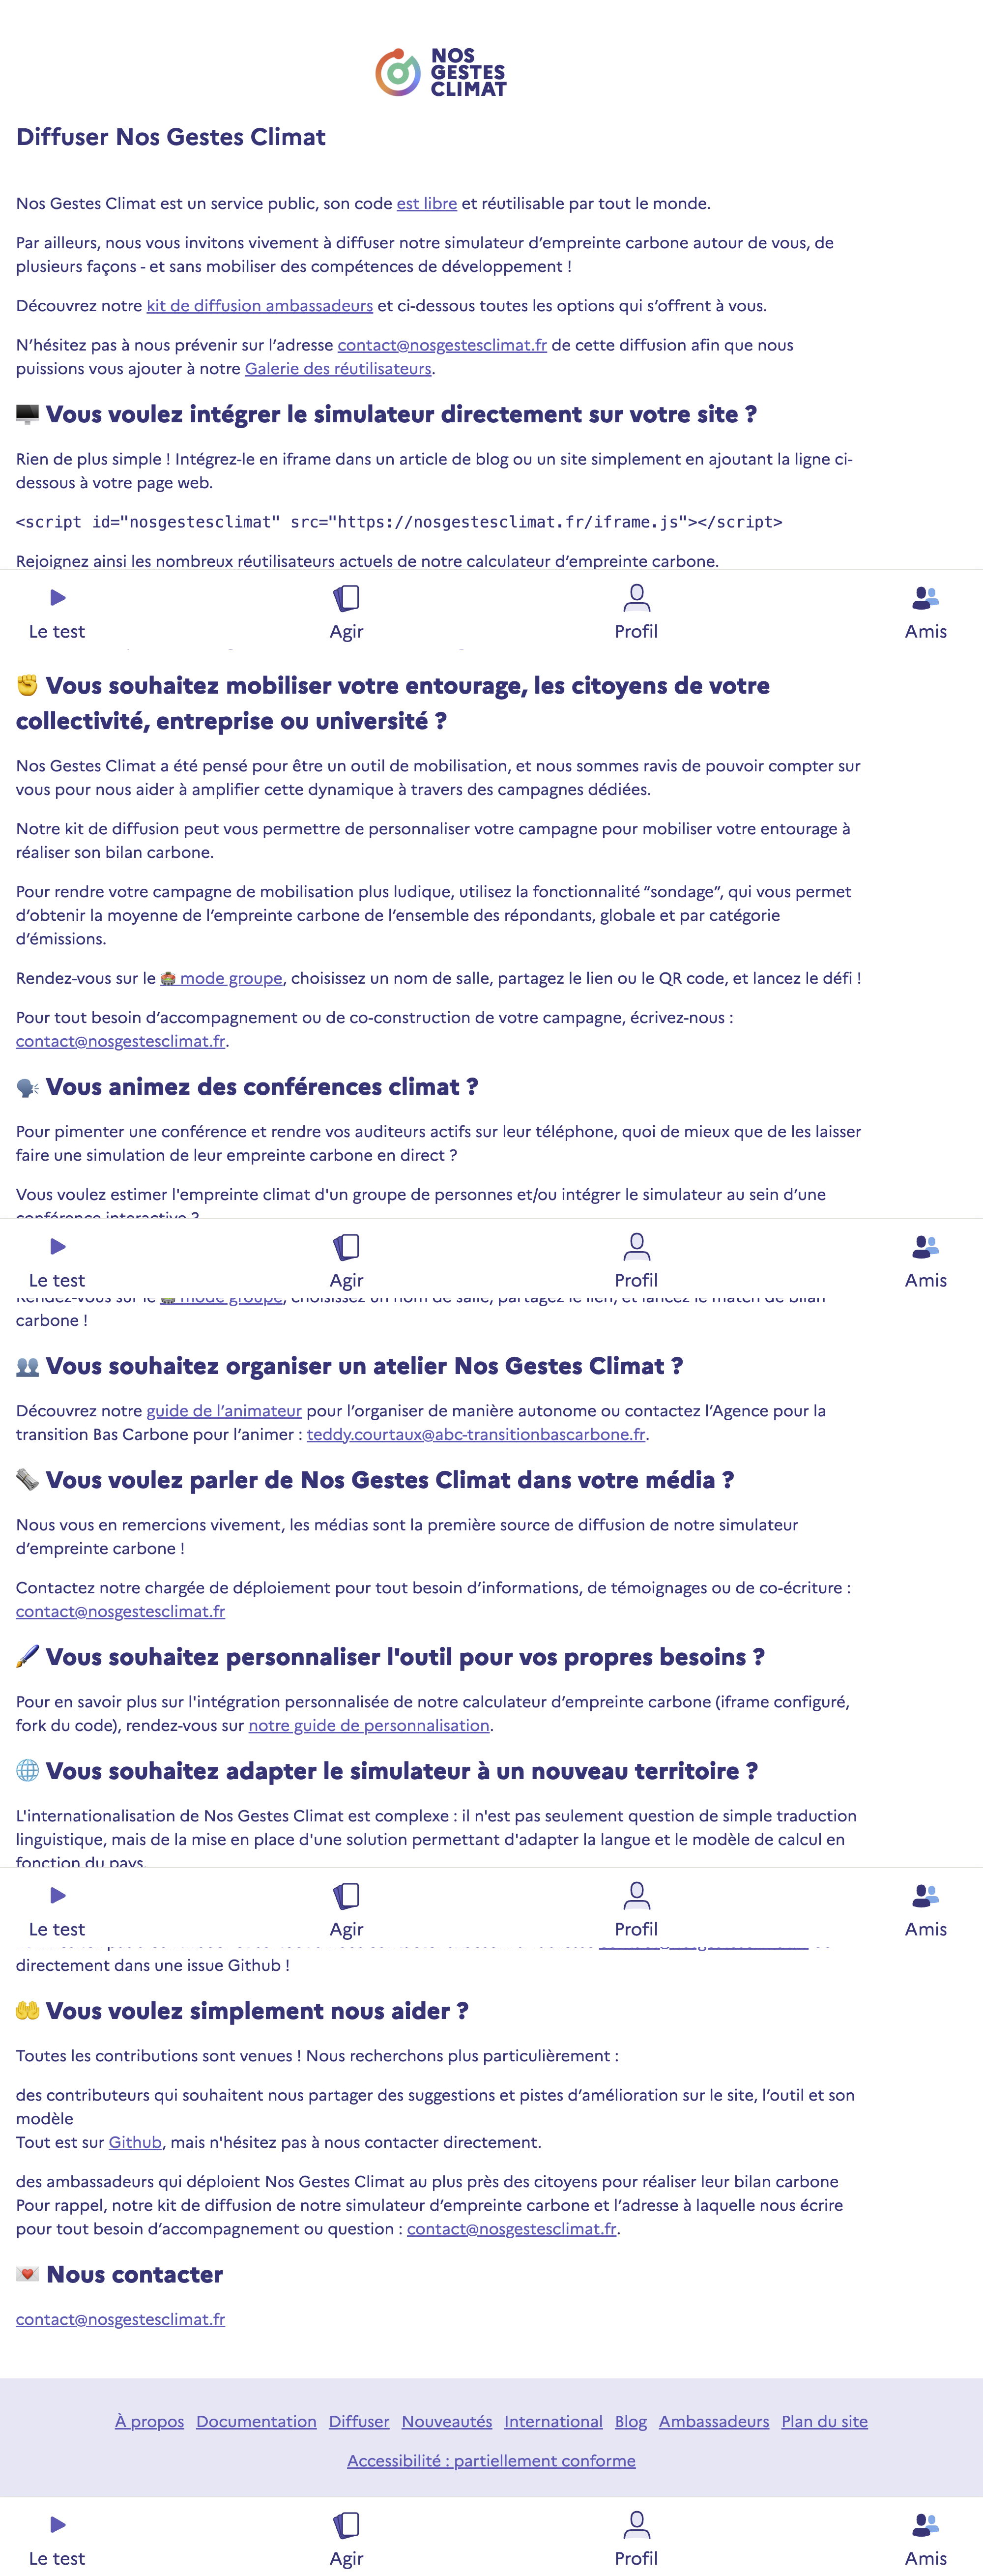 NOS
GESTES
CLIMAT
Diffuser Nos Gestes Climat
Nos Gestes Climat est un service public, son code est libre et réutilisable par tout le monde.
Par ailleurs, nous vous invitons vivement à diffuser notre simulateur d’empreinte carbone autour de vous, de
plusieurs façons - et sans mobiliser des compétences de développement !
Découvrez notre kit de diffusion ambassadeurs et ci-dessous toutes les options qui s’offrent à vous.
N’hésitez pas à nous prévenir sur l’adresse contact@nosgestesclimat.fr de cette diffusion afin que nous
puissions vous ajouter à notre Galerie des réutilisateurs.
🖥️ Vous voulez intégrer le simulateur directement sur votre site ?
Rien de plus simple ! Intégrez-le en iframe dans un article de blog ou un site simplement en ajoutant la ligne ci-
dessous à votre page web.
<script id="nosgestesclimat" src="https://nosgestesclimat.fr/iframe.js"></script>
Rejoignez ainsi les nombreux réutilisateurs actuels de notre calculateur d’empreinte carbone.
Le test Agir Profil Amis
✊ Vous souhaitez mobiliser votre entourage, les citoyens de votre
collectivité, entreprise ou université ?
Nos Gestes Climat a été pensé pour être un outil de mobilisation, et nous sommes ravis de pouvoir compter sur
vous pour nous aider à amplifier cette dynamique à travers des campagnes dédiées.
Notre kit de diffusion peut vous permettre de personnaliser votre campagne pour mobiliser votre entourage à
réaliser son bilan carbone.
Pour rendre votre campagne de mobilisation plus ludique, utilisez la fonctionnalité “sondage”, qui vous permet
d’obtenir la moyenne de l’empreinte carbone de l’ensemble des répondants, globale et par catégorie
d’émissions.
Rendez-vous sur le 🏟️ mode groupe, choisissez un nom de salle, partagez le lien ou le QR code, et lancez le défi !
Pour tout besoin d’accompagnement ou de co-construction de votre campagne, écrivez-nous :
contact@nosgestesclimat.fr.
🗣️ Vous animez des conférences climat ?
Pour pimenter une conférence et rendre vos auditeurs actifs sur leur téléphone, quoi de mieux que de les laisser
faire une simulation de leur empreinte carbone en direct ?
Vous voulez estimer l'empreinte climat d'un groupe de personnes et/ou intégrer le simulateur au sein d’une
conférence interactive ?
Le test Agir Profil Amis
Rendez-vous sur le 🏟️ mode groupe, choisissez un nom de salle, partagez le lien, et lancez le match de bilan
carbone !
👥 Vous souhaitez organiser un atelier Nos Gestes Climat ?
Découvrez notre guide de l’animateur pour l’organiser de manière autonome ou contactez l’Agence pour la
transition Bas Carbone pour l’animer : teddy.courtaux@abc-transitionbascarbone.fr.
🗞️ Vous voulez parler de Nos Gestes Climat dans votre média ?
Nous vous en remercions vivement, les médias sont la première source de diffusion de notre simulateur
d’empreinte carbone !
Contactez notre chargée de déploiement pour tout besoin d’informations, de témoignages ou de co-écriture :
contact@nosgestesclimat.fr
🖌️ Vous souhaitez personnaliser l'outil pour vos propres besoins ?
Pour en savoir plus sur l'intégration personnalisée de notre calculateur d’empreinte carbone (iframe configuré,
fork du code), rendez-vous sur notre guide de personnalisation.
🌐 Vous souhaitez adapter le simulateur à un nouveau territoire ?
L'internationalisation de Nos Gestes Climat est complexe : il n'est pas seulement question de simple traduction
linguistique, mais de la mise en place d'une solution permettant d'adapter la langue et le modèle de calcul en
fonction du pays.
Le test Agir Profil Amis
directement dans une issue Github !
🤲 Vous voulez simplement nous aider ?
Toutes les contributions sont venues ! Nous recherchons plus particulièrement :
des contributeurs qui souhaitent nous partager des suggestions et pistes d’amélioration sur le site, l’outil et son
modèle
Tout est sur Github, mais n'hésitez pas à nous contacter directement.
des ambassadeurs qui déploient Nos Gestes Climat au plus près des citoyens pour réaliser leur bilan carbone
Pour rappel, notre kit de diffusion de notre simulateur d’empreinte carbone et l’adresse à laquelle nous écrire
pour tout besoin d’accompagnement ou question : contact@nosgestesclimat.fr.
💌 Nous contacter
contact@nosgestesclimat.fr
À propos Documentation Diffuser Nouveautés International Blog Ambassadeurs Plan du site
Accessibilité : partiellement conforme
Le test Agir Profil Amis